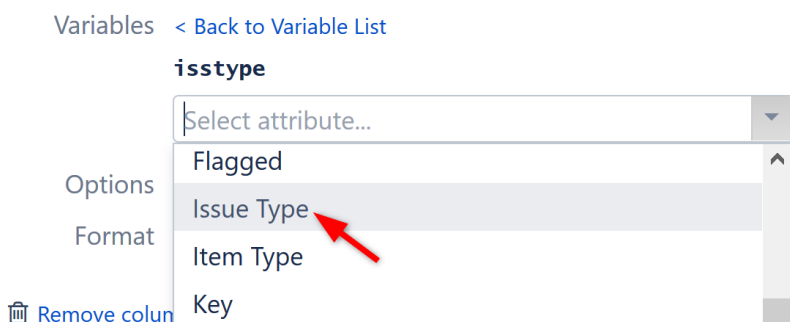 Variables < Back to Variable List
isstype
Select attribute...
Flagged
Options
Issue Type
Format
Item Type
Key
Remove colum